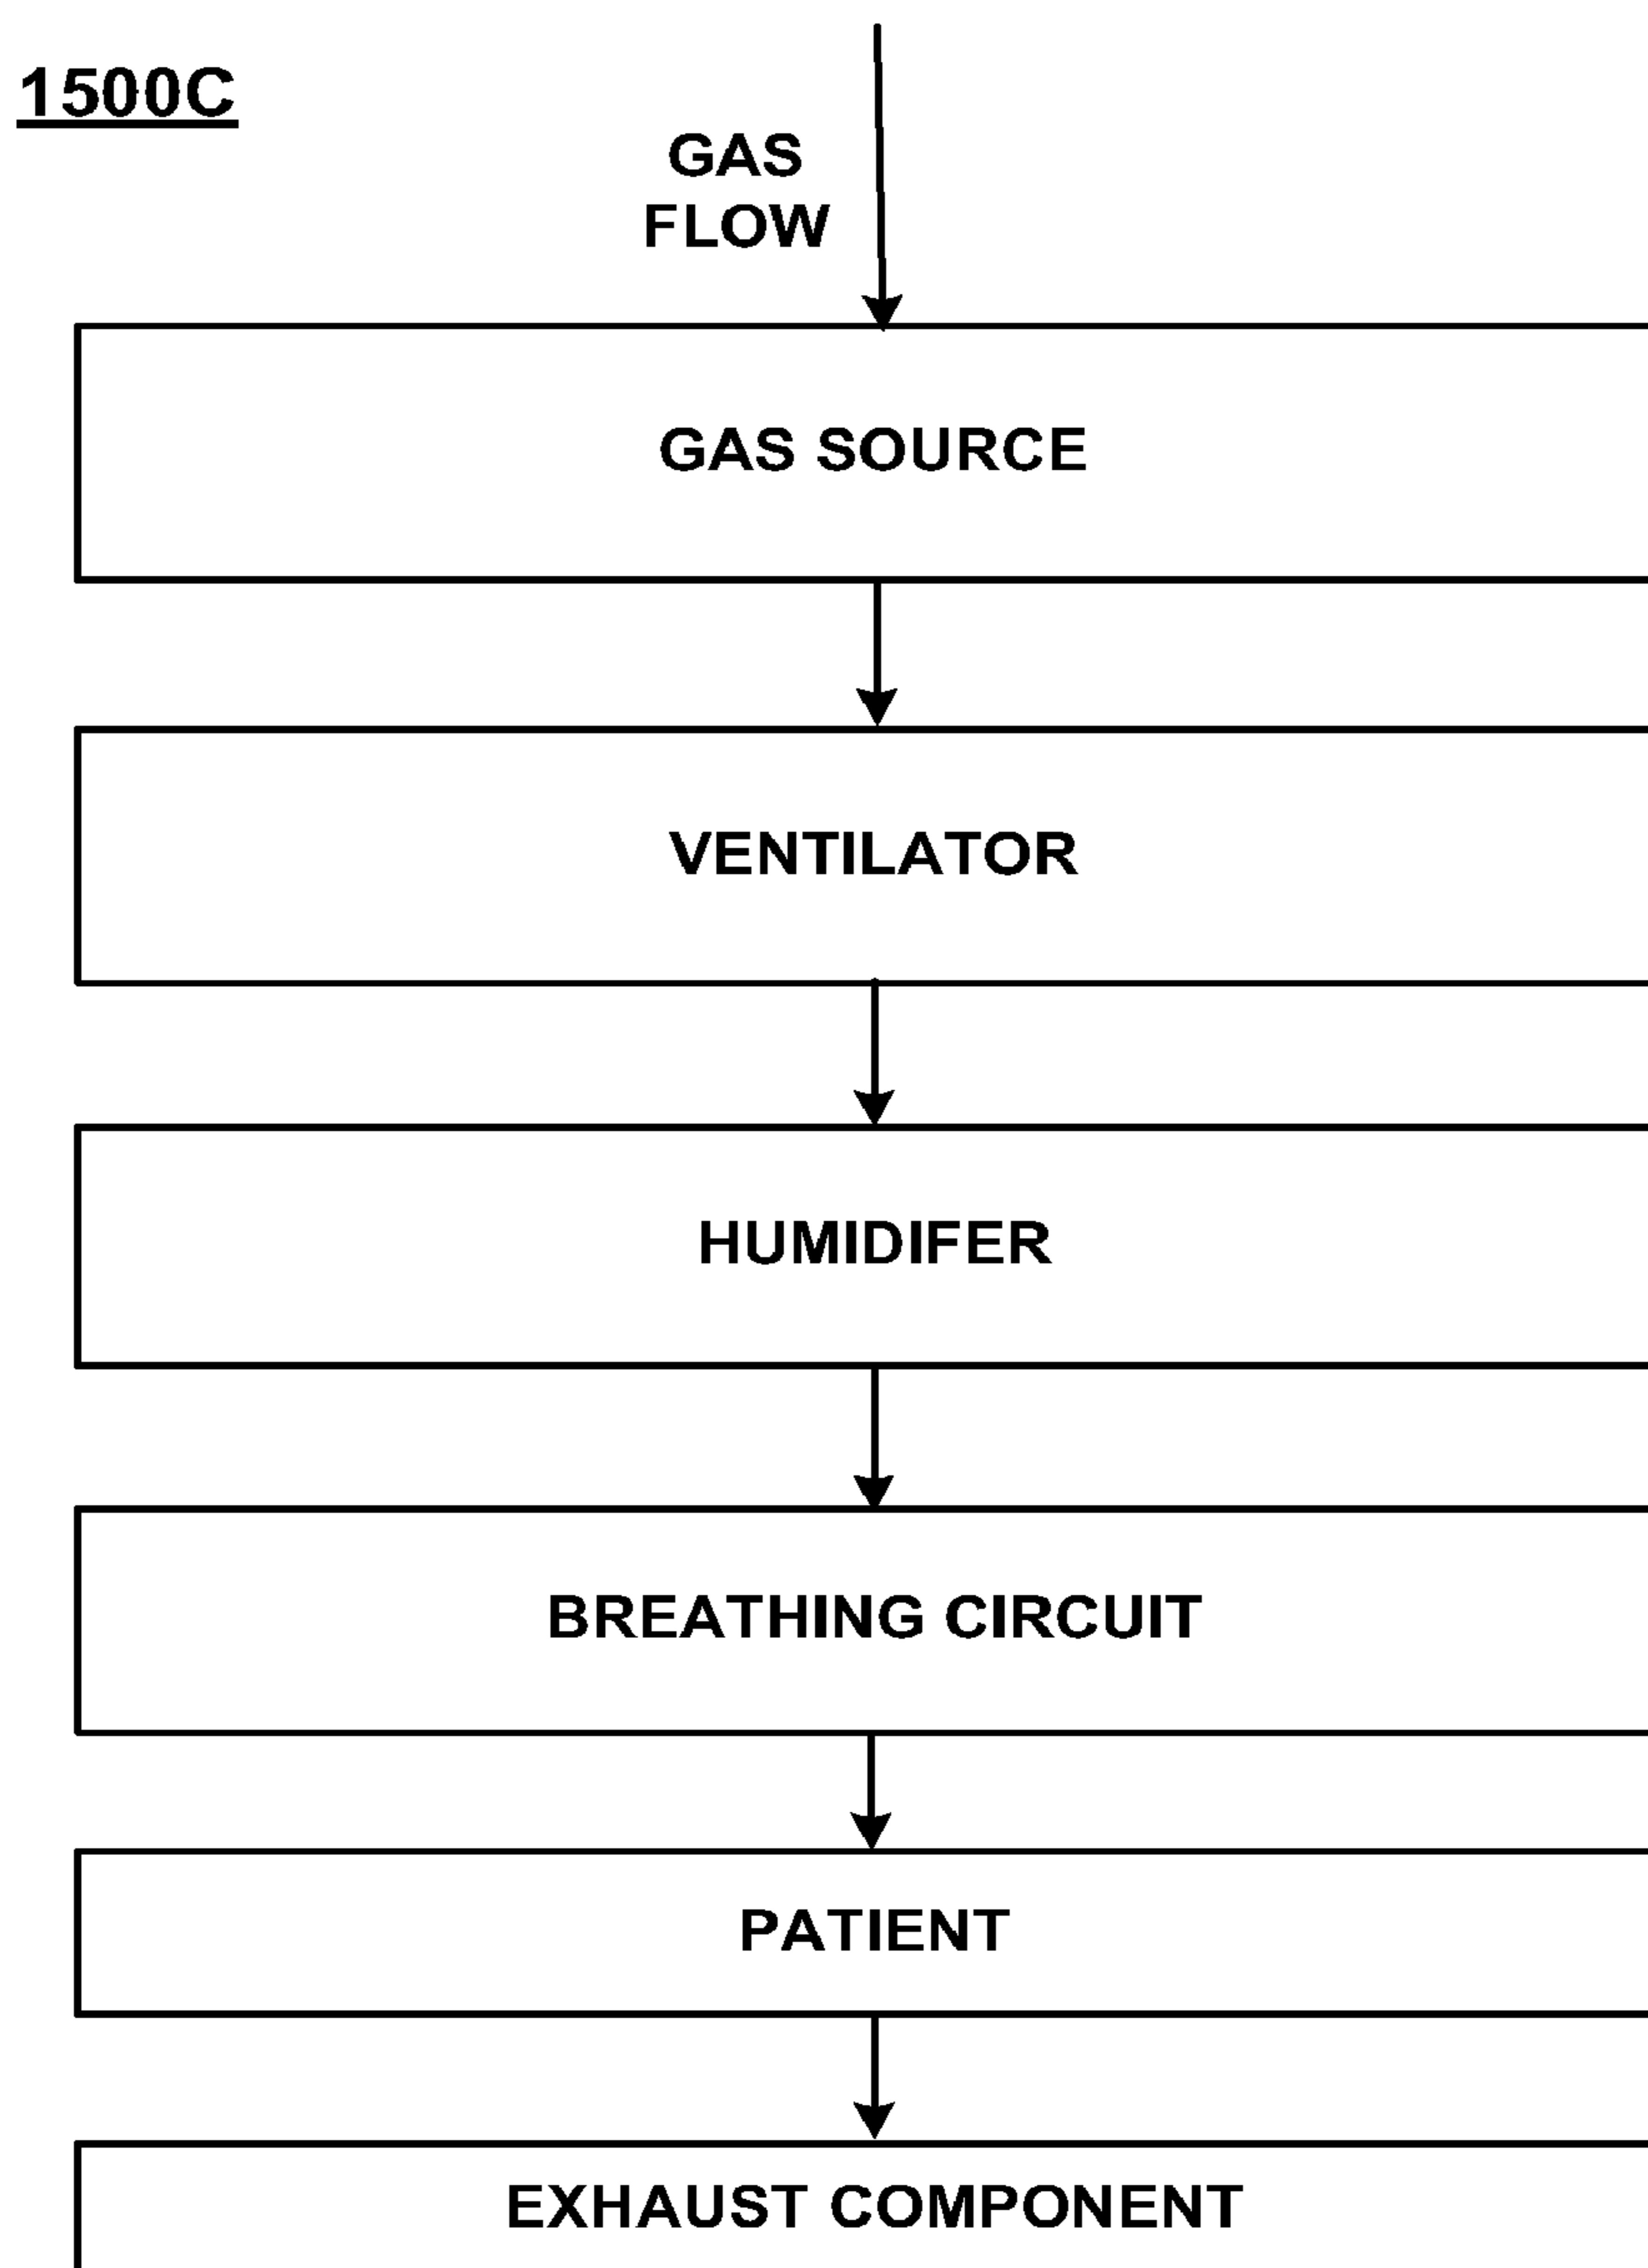 1500C
GAS
FLOW
GAS SOURCE
VENTILATOR
HUMIDIFER
BREATHING CIRCUIT
PATIENT
EXHAUST COMPONENT